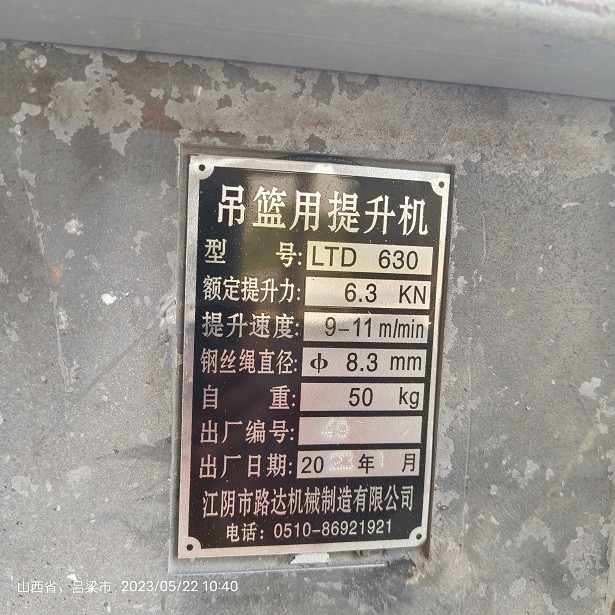 吊篮用提升机
型 号: LTD 630
额定提升力: 6.3 KN
提升速度: 9-11 m/min
钢丝绳直径: ф 8.3 mm
自 重: 50 kg
出厂编号:
出厂日期: 20 年 月
江阴市路达机械制造有限公司
电话: 0510-86921921
山西省，吕梁市 2023/05/22 10:40